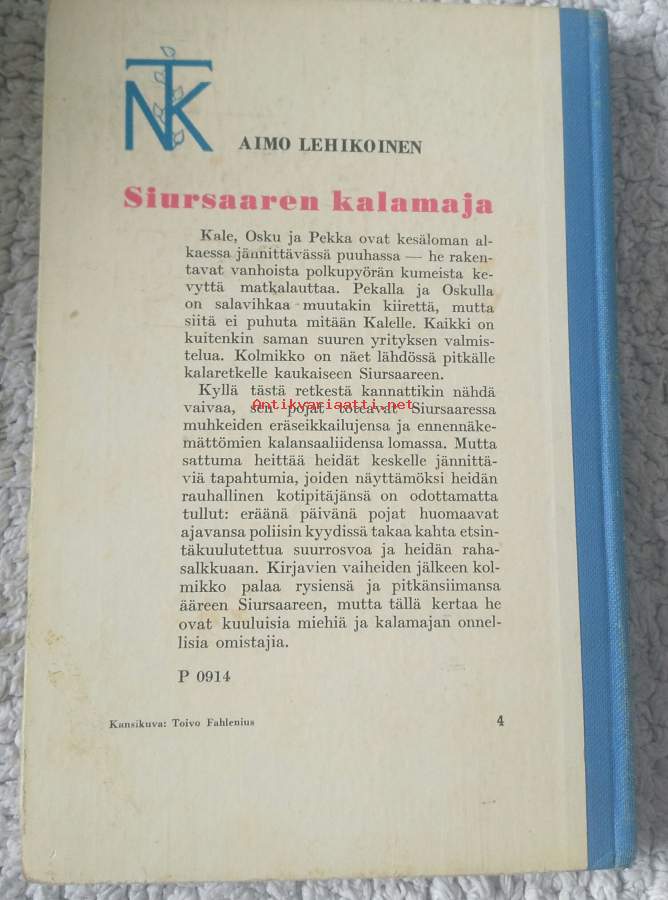 NTK
AIMO LEHIKOINEN
Siursaaren kalamaja
Kale, Osku ja Pekka ovat kesäloman al-
kaessa jännittävässä puuhassa — he raken-
tavat vanhoista polkupyörän kumeista ke-
vyttä matkalauttaa. Pekalla ja Oskulla
on salavihkaa muutakin kiirettä, mutta
siitä ei puhuta mitään Kalelle. Kaikki on
kuitenkin saman suuren yrityksen valmis-
telua. Kolmikko on näet lähdössä pitkälle
kalaretkelle kaukaiseen Siursaareen.
Kyllä tästä retkestä kannattikin nähdä
vaivaa, sen pojat toteavat Siursaaressa
Antikvariaatti.net
muhkeiden eräseikkailujensa ja ennennäke-
mättömien kalansaaliidensa lomassa. Mutta
sattuma heittää heidät keskelle jännittä-
viä tapahtumia, joiden näyttämöksi heidän
rauhallinen kotipitäjänsä on odottamatta
tullut: eräänä päivänä pojat huomaavat
ajavansa poliisin kyydissä takaa kahta etsin-
täkuulutettua suurrosvoa ja heidän raha-
salkkuaan. Kirjavien vaiheiden jälkeen kol-
mikko palaa rysiensä ja pitkänsiimansa
ääreen Siursaareen, mutta tällä kertaa he
ovat kuuluisia miehiä ja kalamajan onnel-
lisia omistajia.
P 0914
Kansikuva: Toivo Fahlenius 4